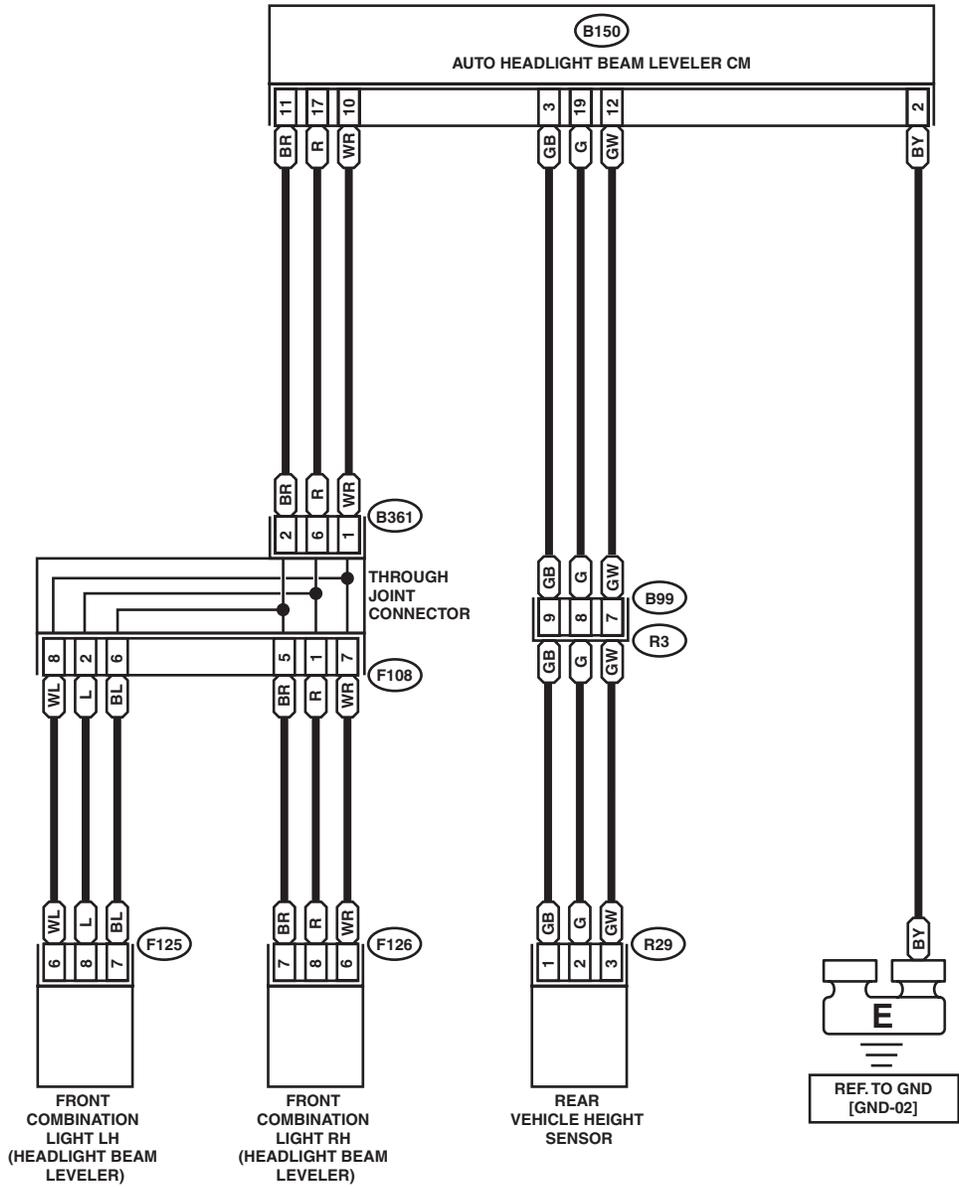 B150
AUTO HEADLIGHT BEAM LEVELER CM
11 17 10 3 19 12 2
BR R WR GB G GW BY
BR R WR
B361
2 6 1
THROUGH
JOINT
CONNECTOR
GB G GW
B99
9 8 7
R3
GB G GW
8 2 6 5 1 7
F108
WL L BL BR R WR
WL L BL BR R WR GB G GW BY
F125 F126 R29
6 8 7 7 8 6 1 2 3
E
REF. TO GND
[GND-02]
FRONT
COMBINATION
LIGHT LH
(HEADLIGHT BEAM
LEVELER)
FRONT
COMBINATION
LIGHT RH
(HEADLIGHT BEAM
LEVELER)
REAR
VEHICLE HEIGHT
SENSOR